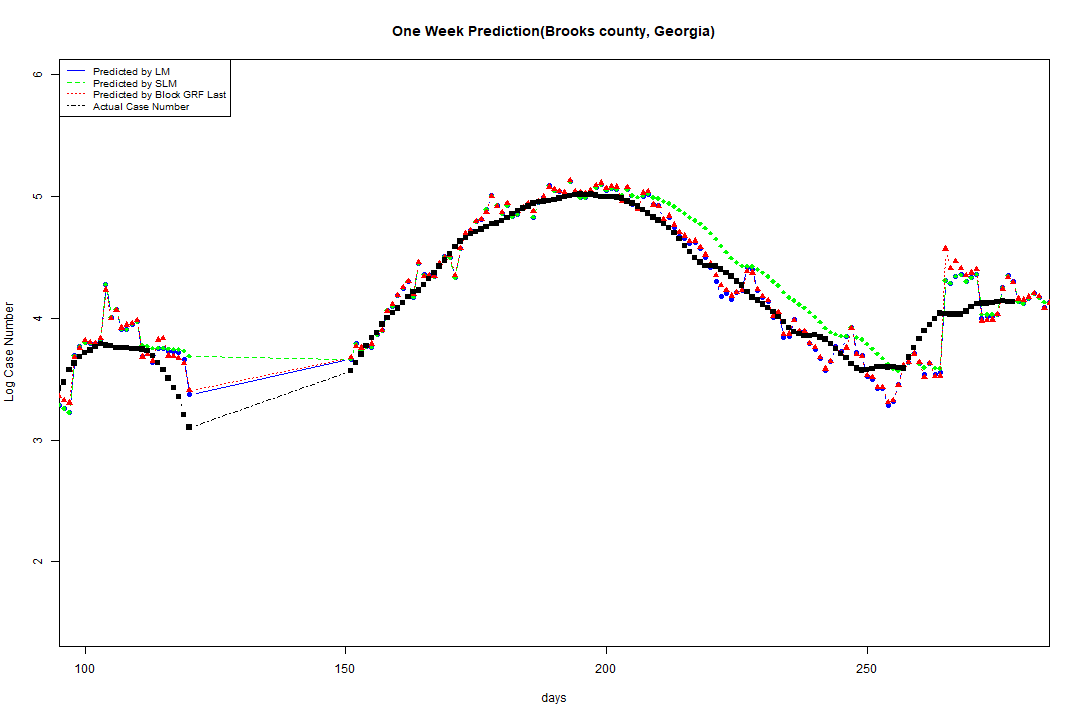 One Week Prediction(Brooks county, Georgia)
Predicted by LM
Predicted by SLM
Predicted by Block GRF Last
Actual Case Number
6
5
4
3
2
Log Case Number
100 150 200 250
days